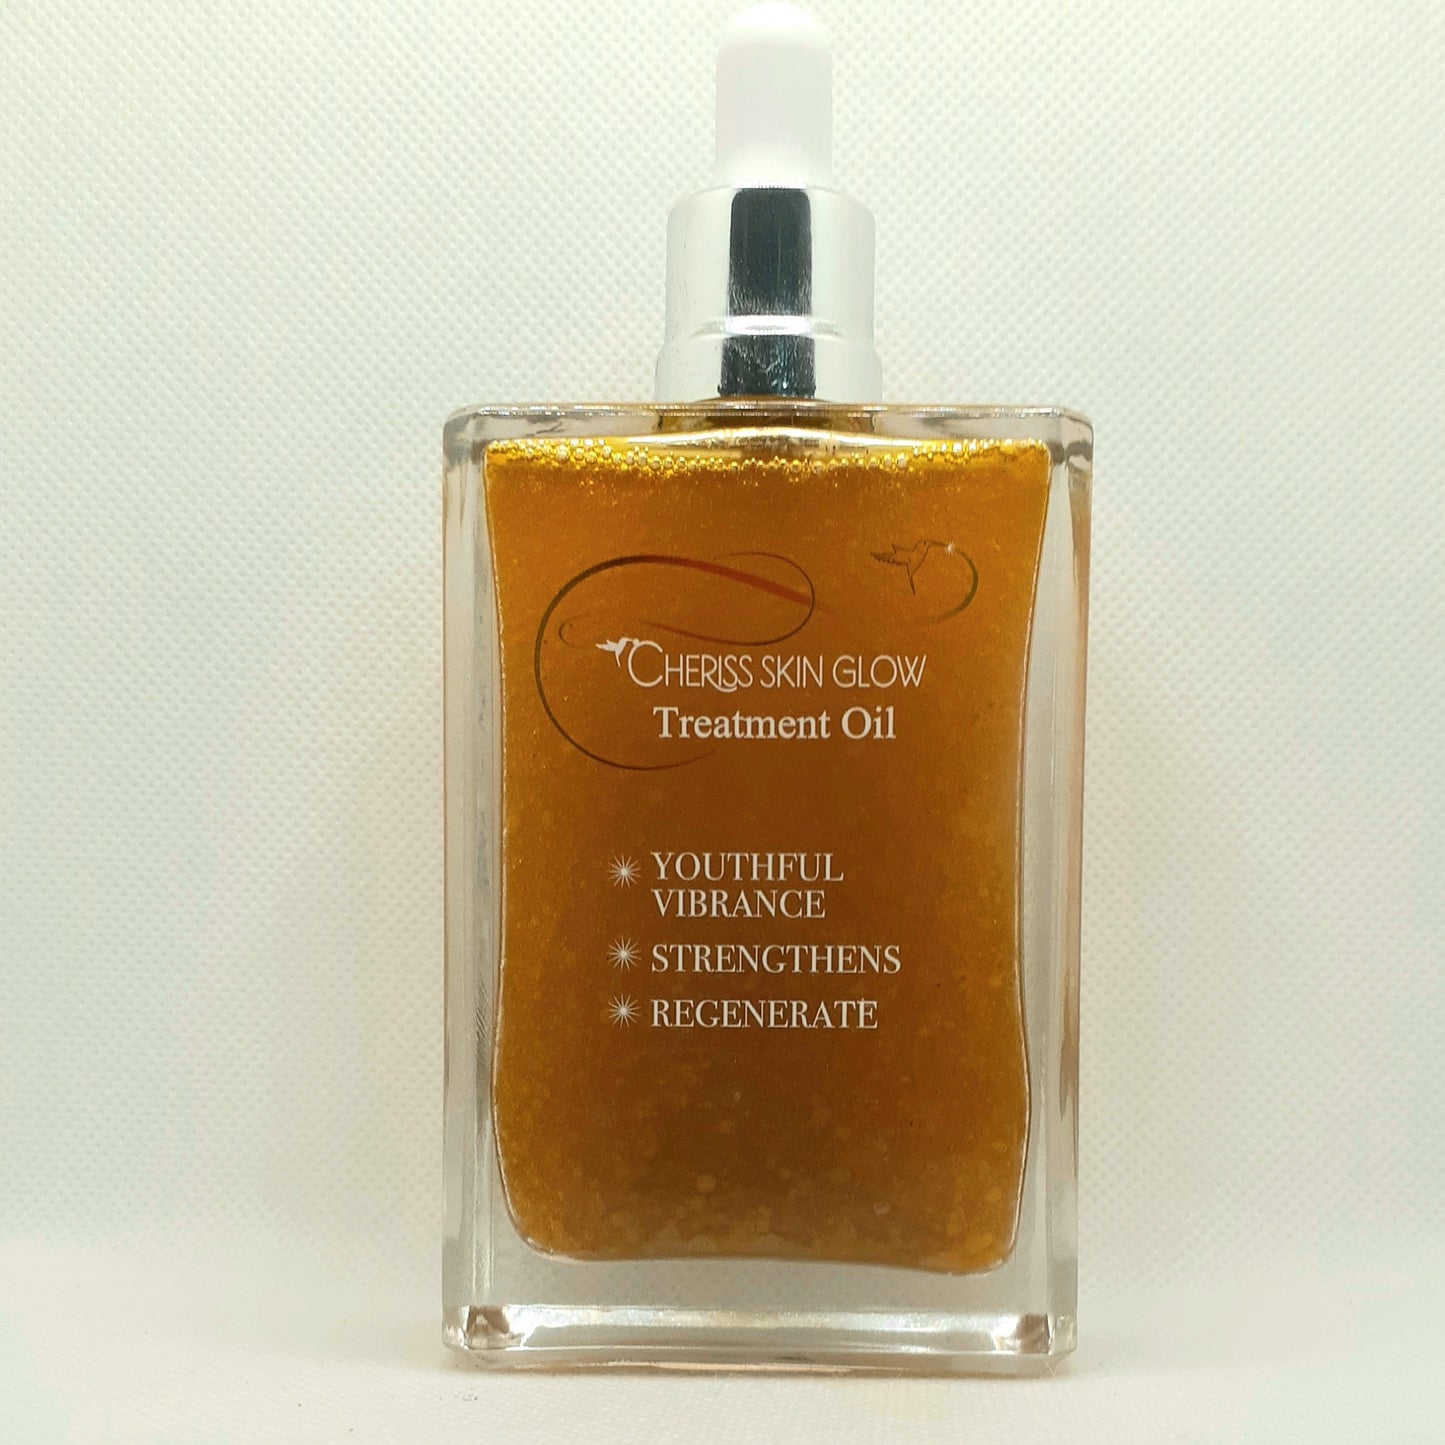 CHERISS SKIN GLOW
Treatment Oil
YOUTHFUL
VIBRANCE
STRENGTHENS
REGENERATE